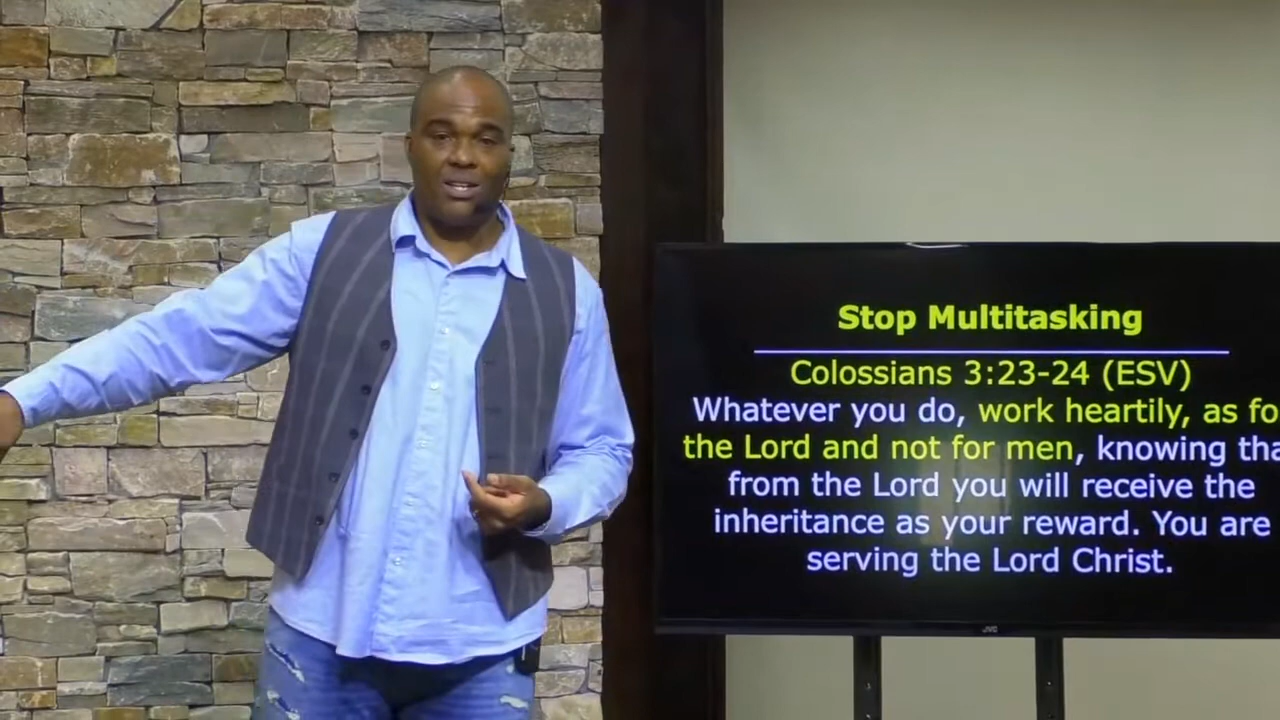 Stop Multitasking
Colossians 3:23-24 (ESV)
Whatever you do, work heartily, as fo
the Lord and not for men, knowing tha
from the Lord you will receive the
inheritance as your reward. You are
serving the Lord Christ.
JVC